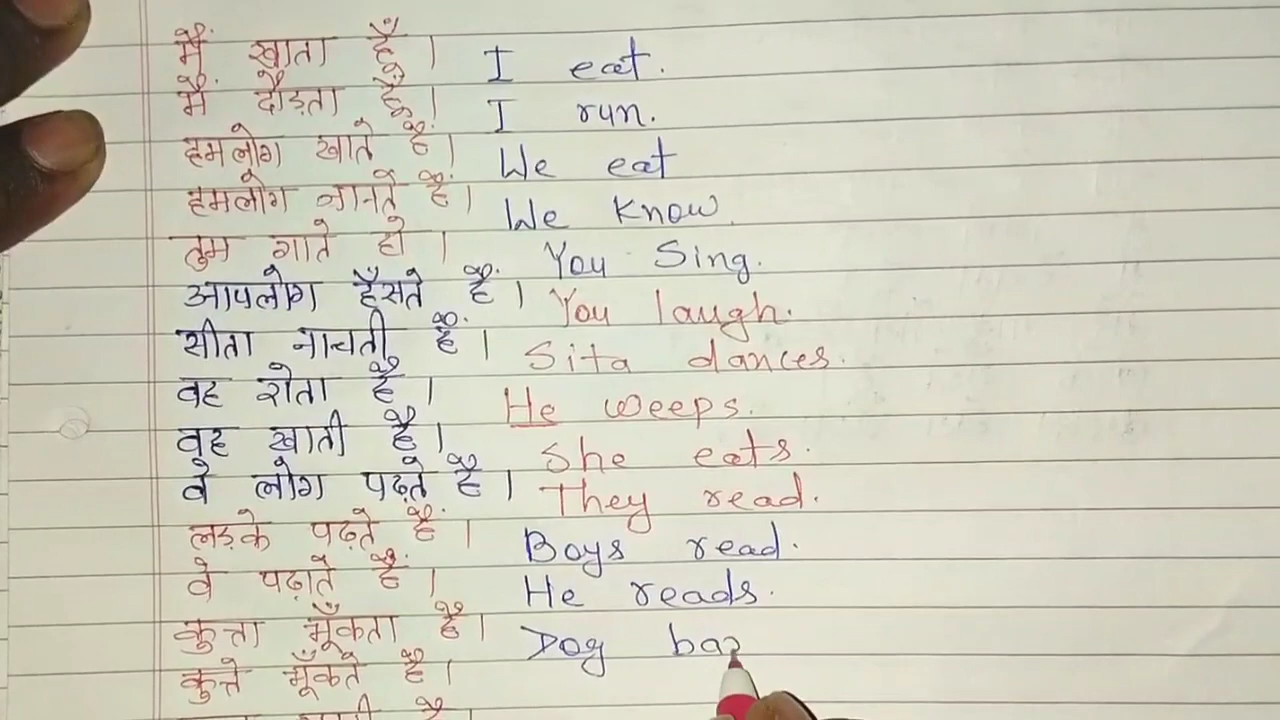 मैं खाता हूँ। I eat.
मैं दौड़ता हूँ। I run.
हमलोग खाते हैं। We eat
हमलोग जानते हैं। We know.
तुम गाते हो। You Sing.
आपलोग हँसते हैं। You laugh.
सीता नाचती हैं। Sita dances.
वह रोता है। He weeps.
वह खाती है। She eats.
वे लोग पढ़ते है। They read.
लड़के पढ़ते हैं। Boys read.
वे पढ़ाते हैं। He reads.
कुत्ता भूँकता है। Dog bar
कुत्ते भूँकते है।